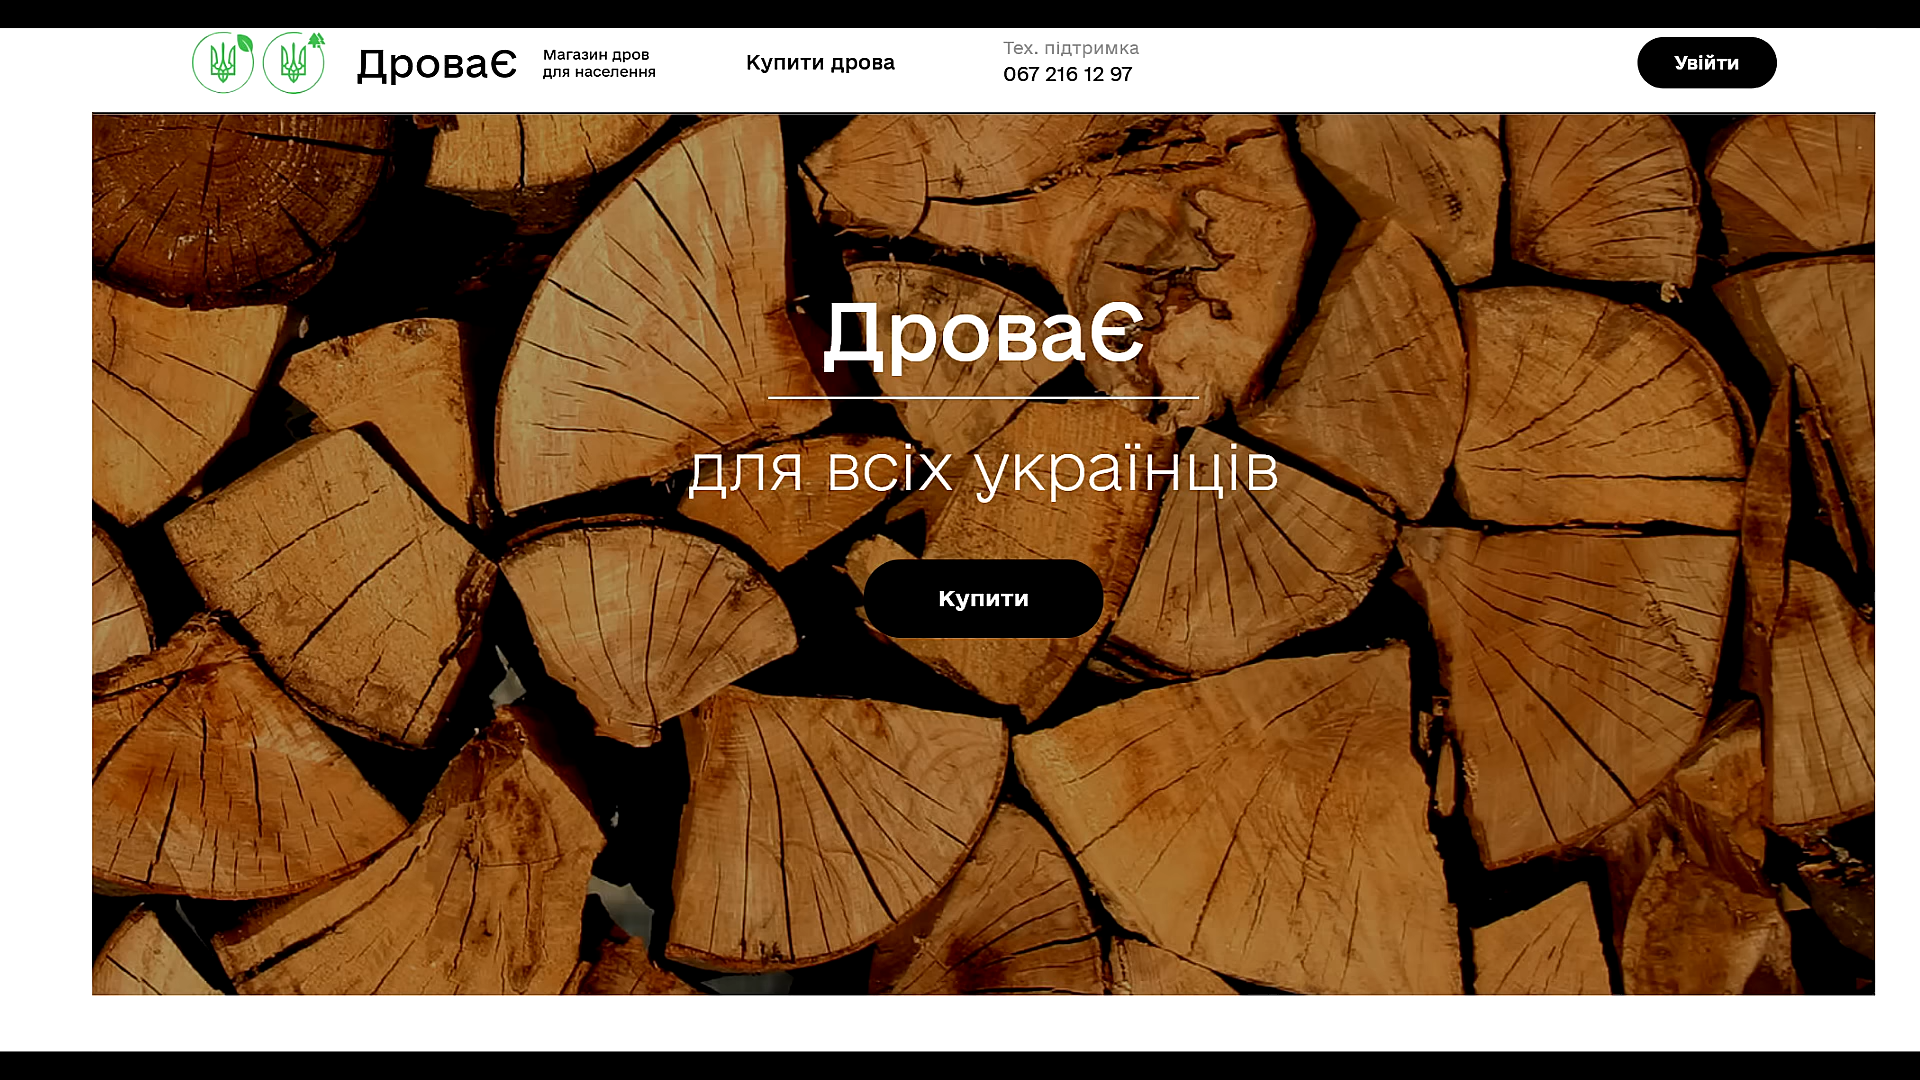 ДроваЄ
Магазин дров
для населення
Купити дрова
Тех. підтримка
067 216 12 97
Увійти
ДроваЄ
для всіх українців
Купити